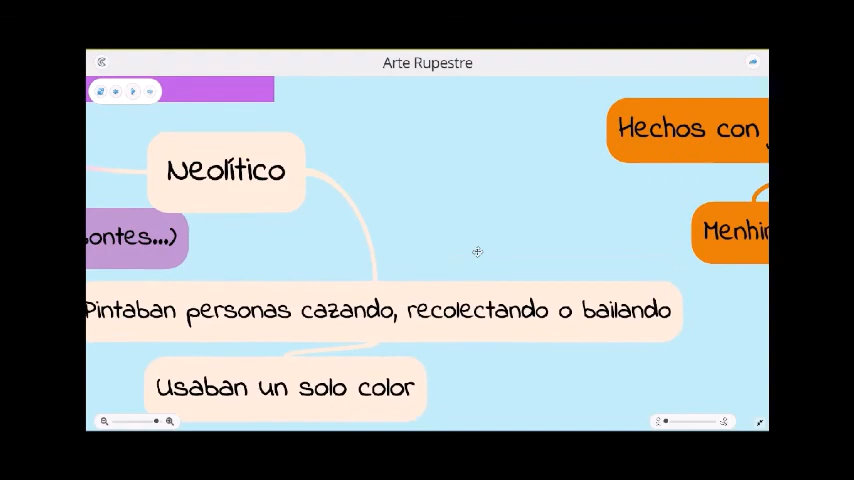 Arte Rupestre
Hechos con
Neolítico
Menhir
ontes...)
Pintaban personas cazando, recolectando o bailando
Usaban un solo color